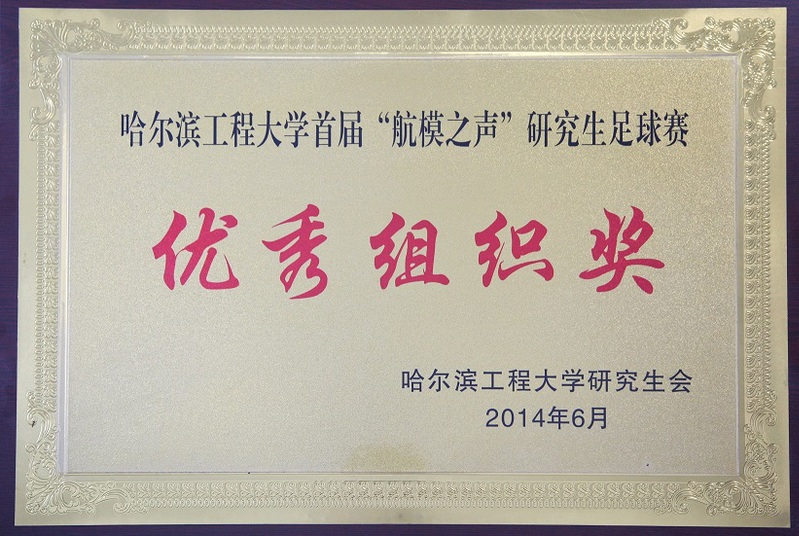 哈尔滨工程大学首届“航模之声”研究生足球赛
优秀组织奖
哈尔滨工程大学研究生会
2014年6月